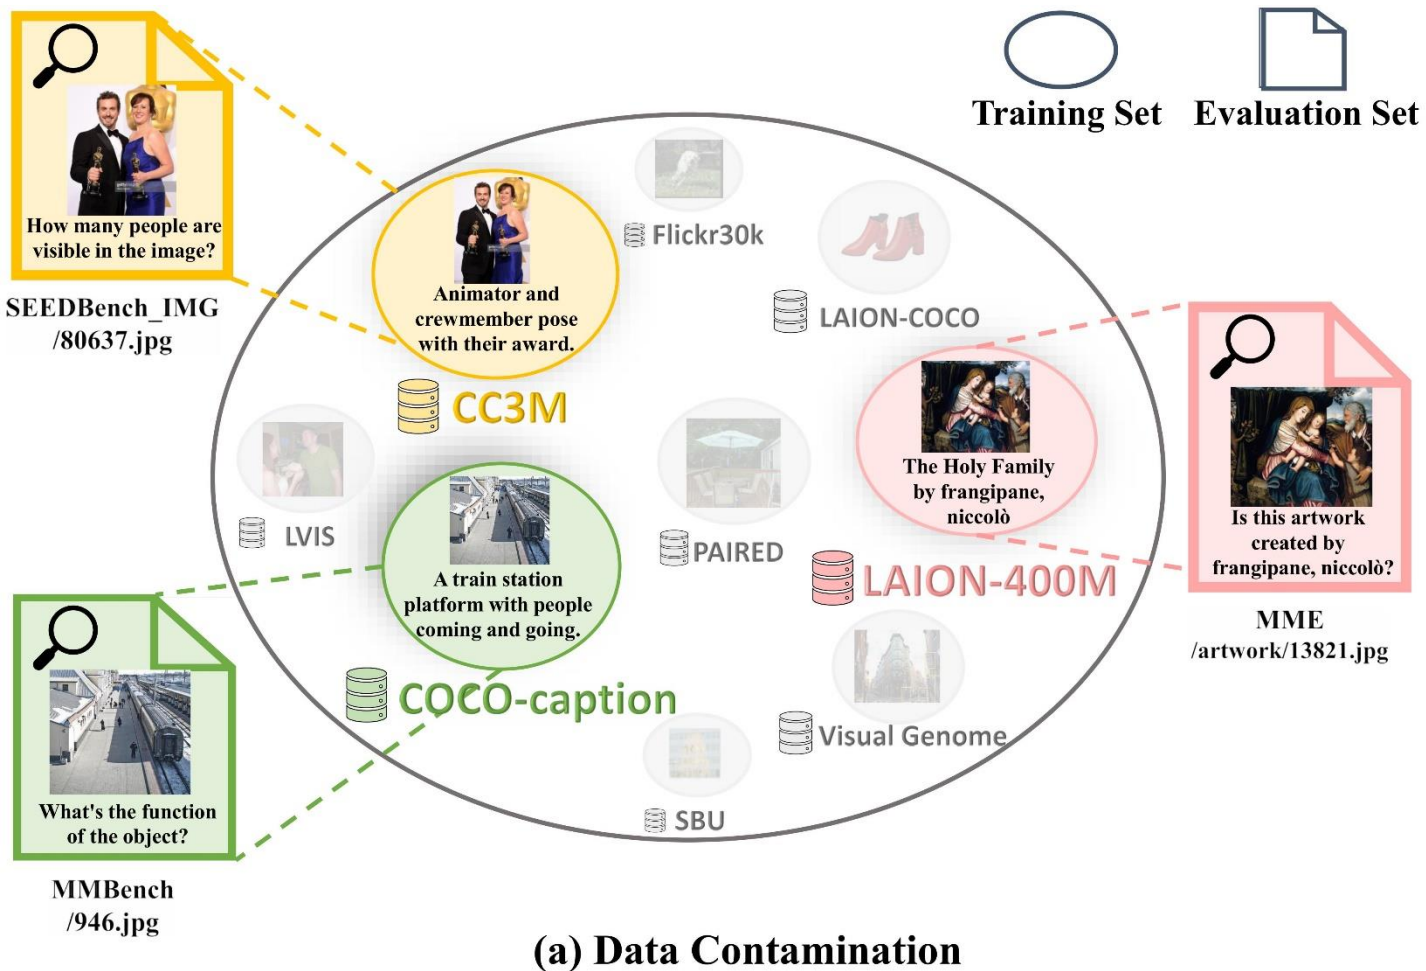 Training Set
Evaluation Set
How many people are
visible in the image?
SEEDBench_IMG
/80637.jpg
Animator and
crewmember pose
with their award.
CC3M
Flickr30k
LAION-COCO
The Holy Family
by frangipane,
niccolò
LAION-400M
Is this artwork
created by
frangipane, niccolò?
MME
/artwork/13821.jpg
LVIS
PAIRED
A train station
platform with people
coming and going.
COCO-caption
Visual Genome
SBU
What's the function
of the object?
MMBench
/946.jpg
(a) Data Contamination